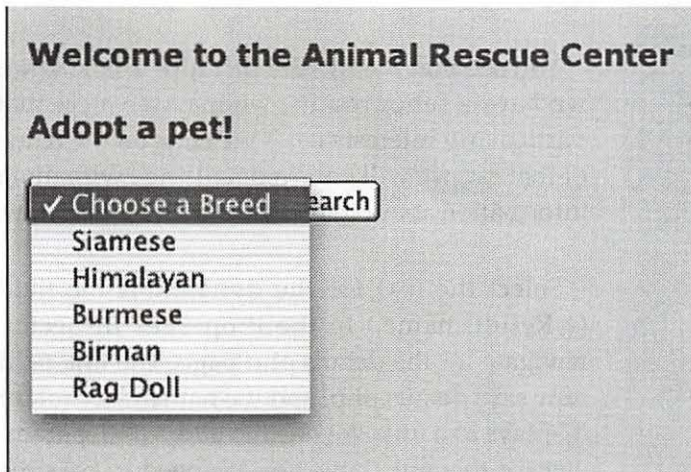 Welcome to the Animal Rescue Center
Adopt a pet!
✓ Choose a Breed earch
Siamese
Himalayan
Burmese
Birman
Rag Doll